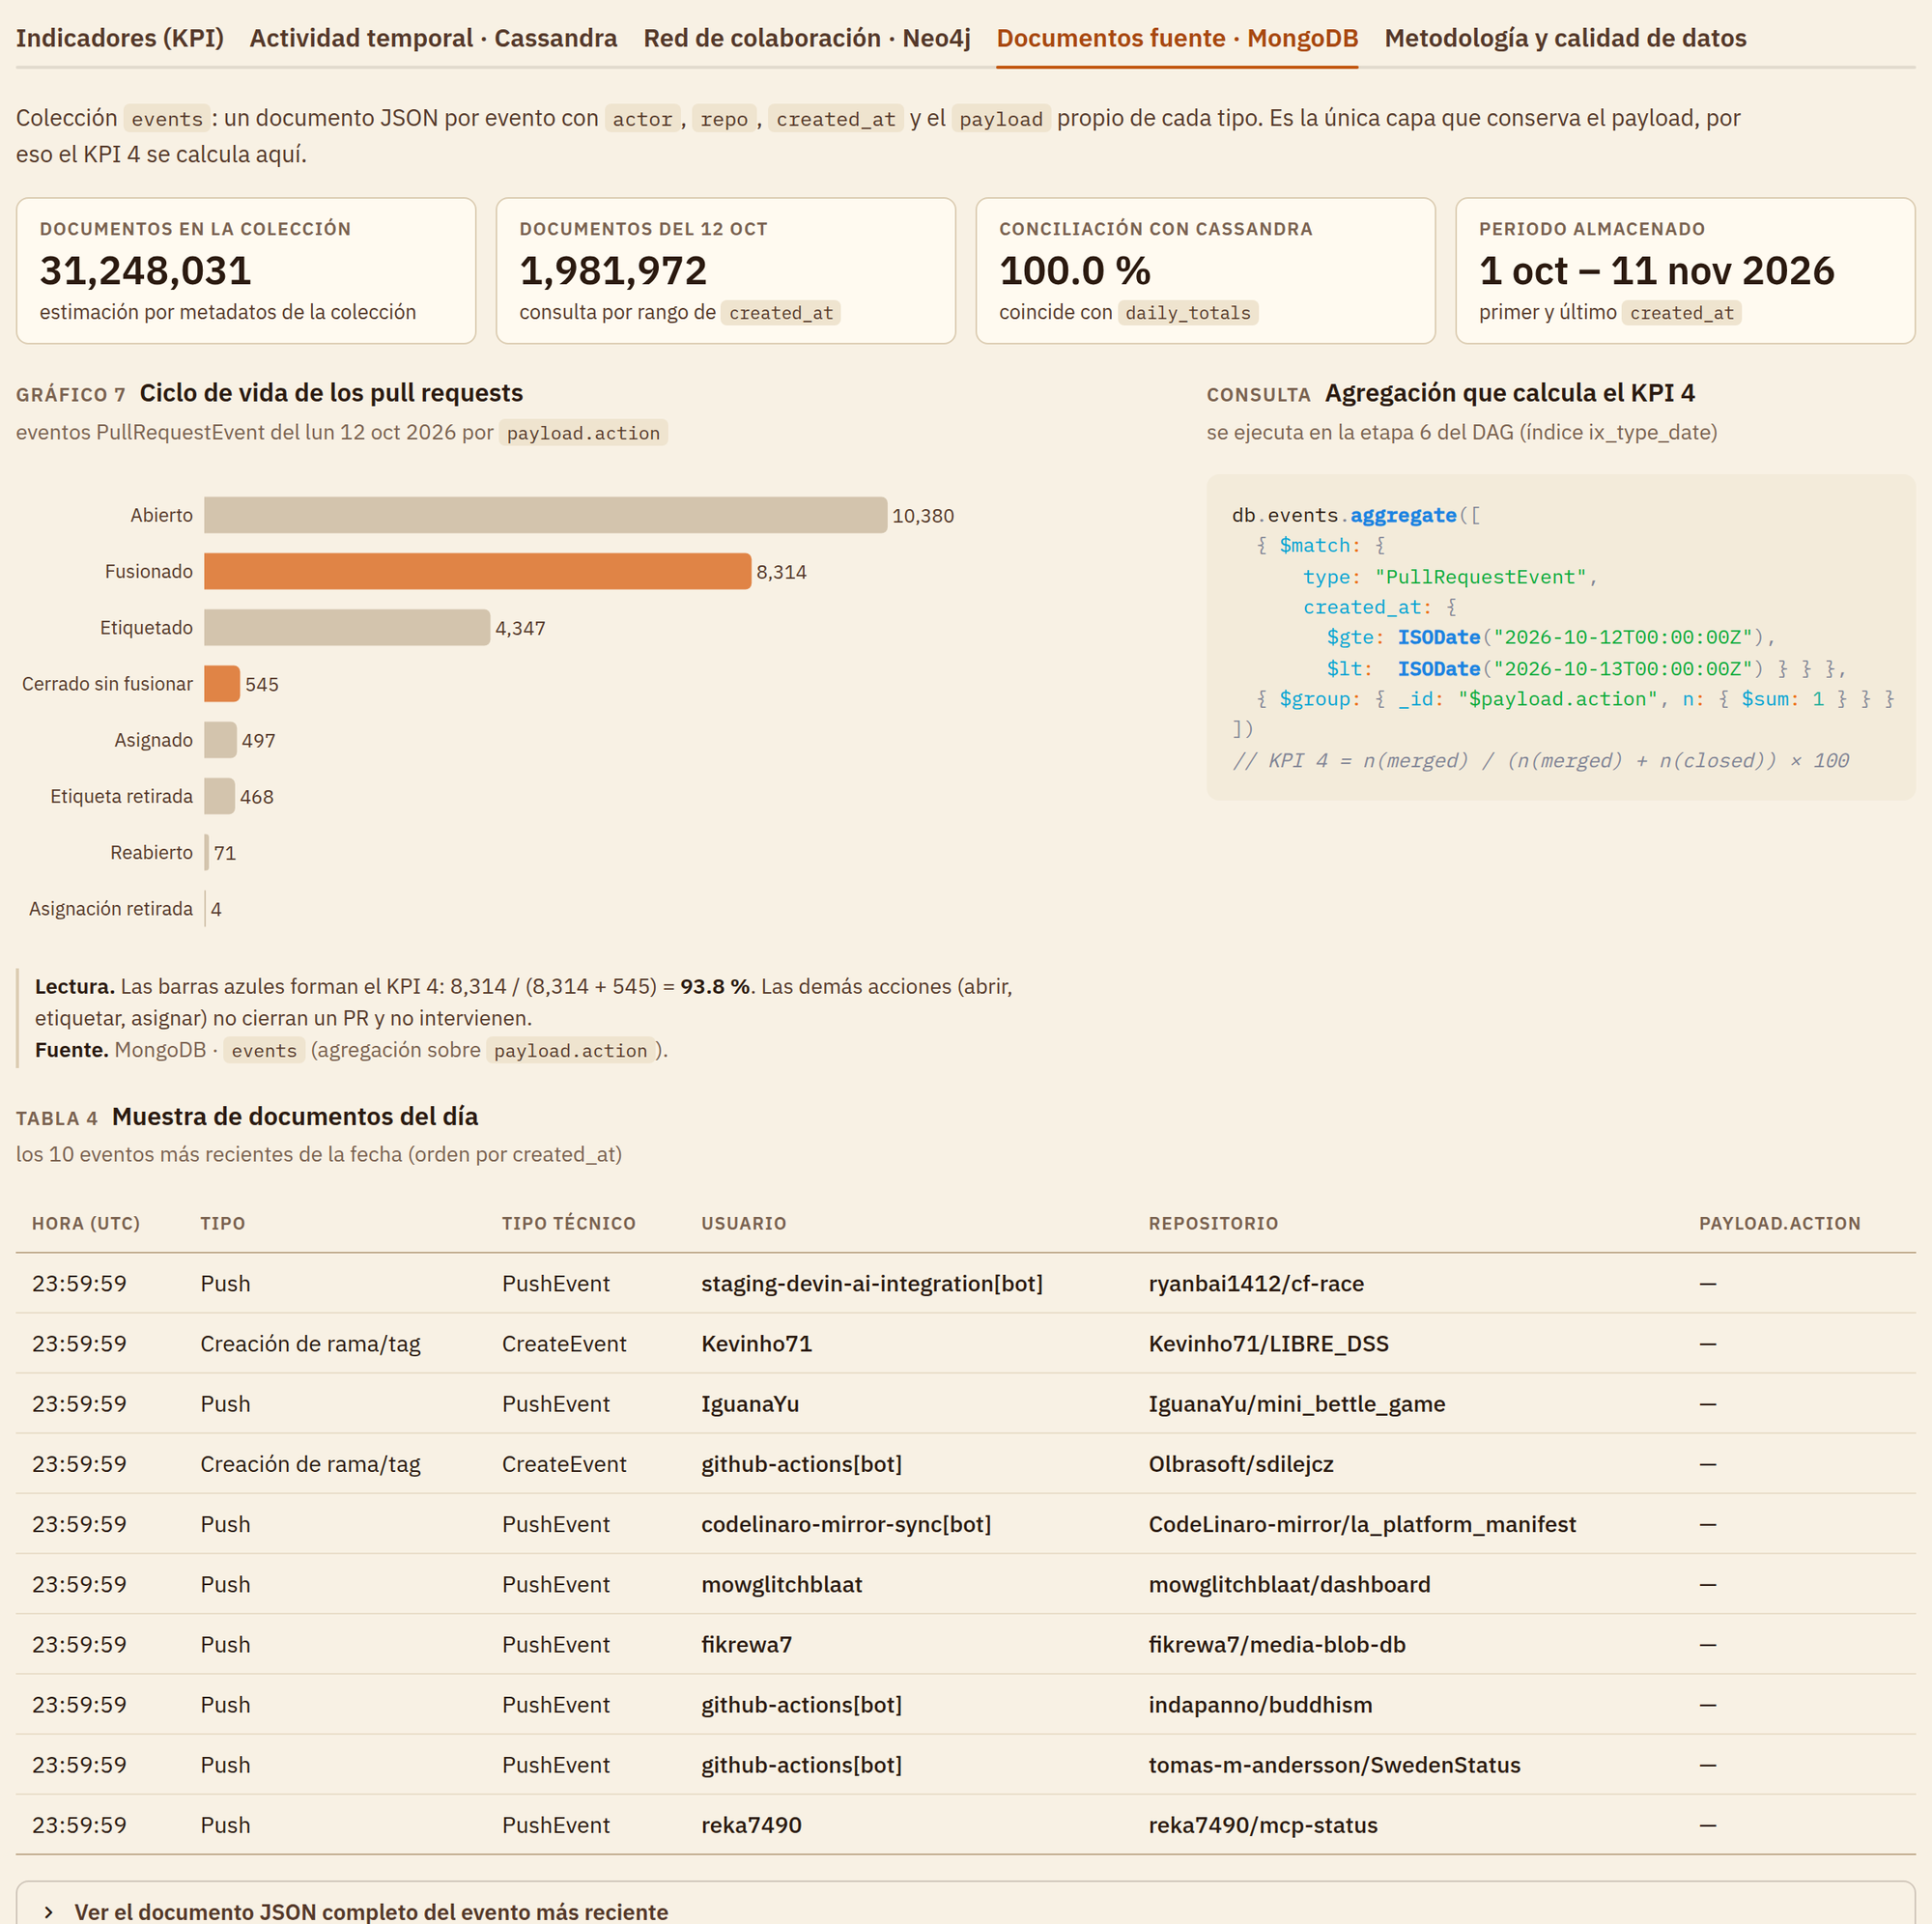 Indicadores (KPI) Actividad temporal · Cassandra Red de colaboración · Neo4j Documentos fuente · MongoDB Metodología y calidad de datos
Colección events: un documento JSON por evento con actor, repo, created_at y el payload propio de cada tipo. Es la única capa que conserva el payload, por
eso el KPI 4 se calcula aquí.
DOCUMENTOS EN LA COLECCIÓN
31,248,031
estimación por metadatos de la colección
DOCUMENTOS DEL 12 OCT
1,981,972
consulta por rango de created_at
CONCILIACIÓN CON CASSANDRA
100.0 %
coincide con daily_totals
PERIODO ALMACENADO
1 oct – 11 nov 2026
primer y último created_at
GRÁFICO 7 Ciclo de vida de los pull requests
eventos PullRequestEvent del lun 12 oct 2026 por payload.action
Abierto 10,380
Fusionado 8,314
Etiquetado 4,347
Cerrado sin fusionar 545
Asignado 497
Etiqueta retirada 468
Reabierto 71
Asignación retirada 4
Lectura. Las barras azules forman el KPI 4: 8,314 / (8,314 + 545) = 93.8 %. Las demás acciones (abrir,
etiquetar, asignar) no cierran un PR y no intervienen.
Fuente. MongoDB · events (agregación sobre payload.action).
CONSULTA Agregación que calcula el KPI 4
se ejecuta en la etapa 6 del DAG (índice ix_type_date)
db.events.aggregate([
{ $match: {
type: "PullRequestEvent",
created_at: {
$gte: ISODate("2026-10-12T00:00:00Z"),
$lt: ISODate("2026-10-13T00:00:00Z") } } },
{ $group: { _id: "$payload.action", n: { $sum: 1 } } }
])
// KPI 4 = n(merged) / (n(merged) + n(closed)) × 100
TABLA 4 Muestra de documentos del día
los 10 eventos más recientes de la fecha (orden por created_at)
HORA (UTC) TIPO TIPO TÉCNICO USUARIO REPOSITORIO PAYLOAD.ACTION
23:59:59 Push PushEvent staging-devin-ai-integration[bot] ryanbai1412/cf-race —
23:59:59 Creación de rama/tag CreateEvent Kevinho71 Kevinho71/LIBRE_DSS —
23:59:59 Push PushEvent IguanaYu IguanaYu/mini_bettle_game —
23:59:59 Creación de rama/tag CreateEvent github-actions[bot] Olbrasoft/sdilejcz —
23:59:59 Push PushEvent codelinaro-mirror-sync[bot] CodeLinaro-mirror/la_platform_manifest —
23:59:59 Push PushEvent mowglitchblaat mowglitchblaat/dashboard —
23:59:59 Push PushEvent fikrewa7 fikrewa7/media-blob-db —
23:59:59 Push PushEvent github-actions[bot] indapanno/buddhism —
23:59:59 Push PushEvent github-actions[bot] tomas-m-andersson/SwedenStatus —
23:59:59 Push PushEvent reka7490 reka7490/mcp-status —
Ver el documento JSON completo del evento más reciente